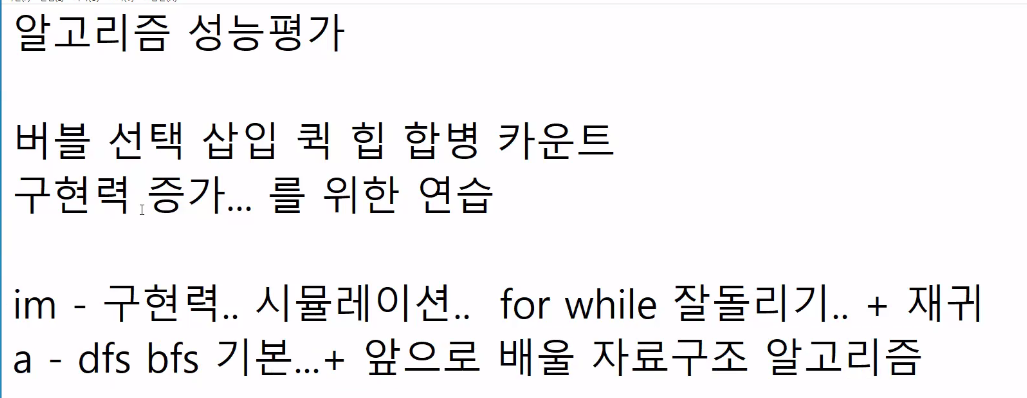 알고리즘 성능평가
버블 선택 삽입 퀵 힙 합병 카운트
구현력 증가... 를 위한 연습
im - 구현력.. 시뮬레이션.. for while 잘돌리기.. + 재귀
a - dfs bfs 기본...+ 앞으로 배울 자료구조 알고리즘